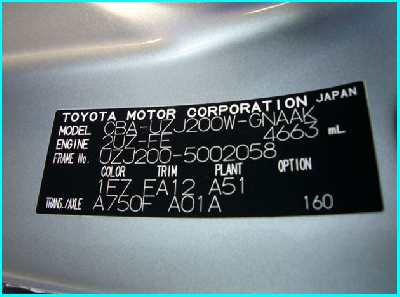 TOYOTA MOTOR CORPORATION JAPAN
MODEL CBA-UZJ200W-GNAAK
ENGINE 2UZ-FE 4663 mL
FRAME No. UZJ200-5002058
COLOR TRIM PLANT OPTION
1F7 FA12 A51
TRANS./AXLE A750F A01A 160